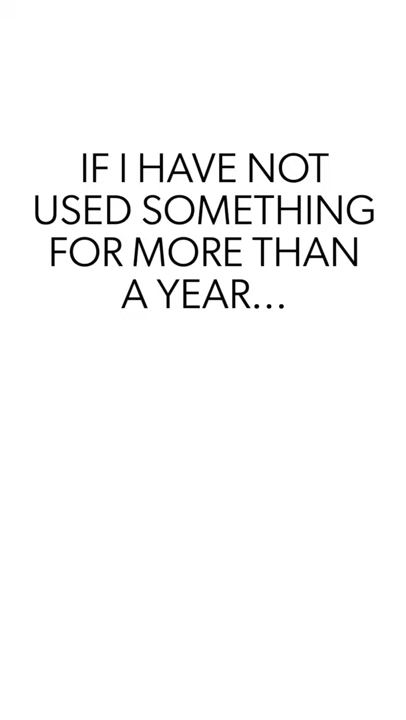 IF I HAVE NOT
USED SOMETHING
FOR MORE THAN
A YEAR...